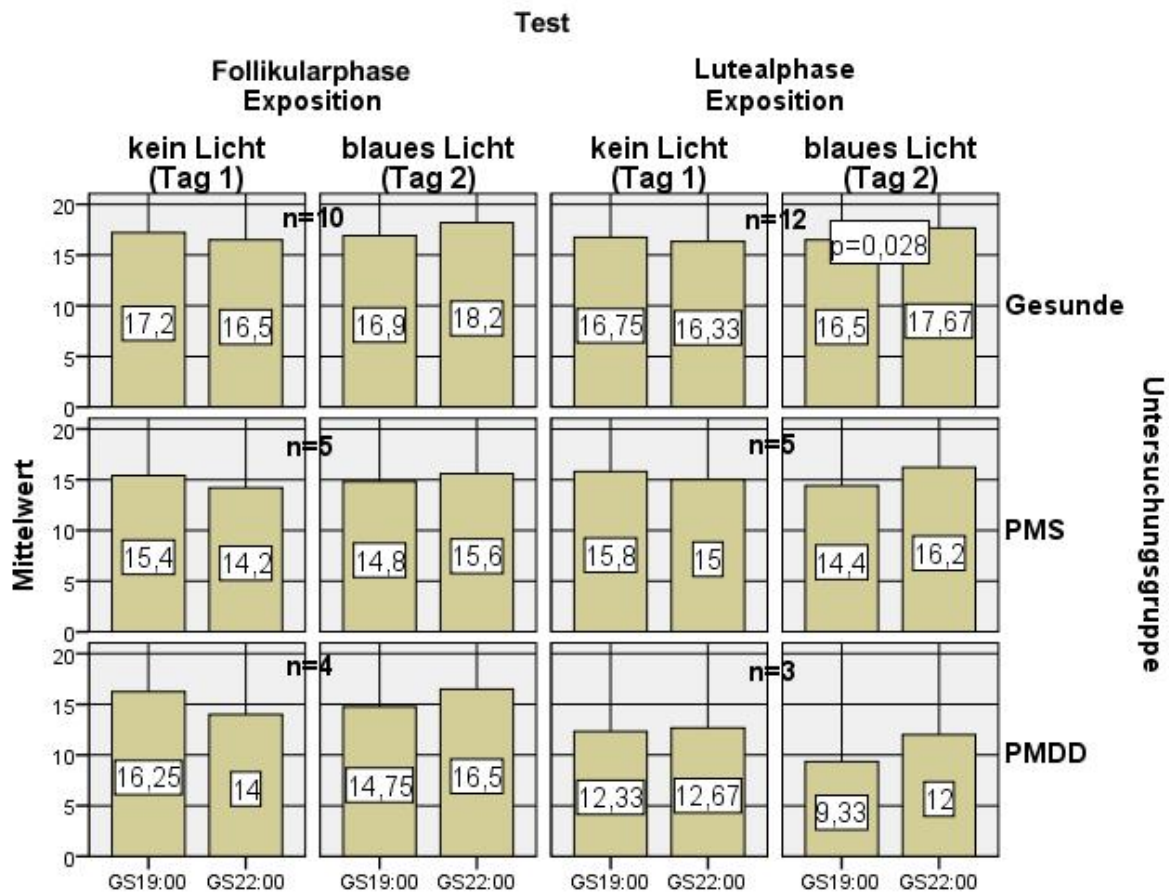 Test
Follikularphase
Exposition
Lutealphase
Exposition
kein Licht
(Tag 1)
blaues Licht
(Tag 2)
kein Licht
(Tag 1)
blaues Licht
(Tag 2)
Mittelwert
Untersuchungsgruppe
20
15
10
5
0
n=10
n=12
p=0,028
17,2
16,5
16,9
18,2
16,75
16,33
16,5
17,67
Gesunde
20
15
10
5
0
n=5
n=5
15,4
14,2
14,8
15,6
15,8
15
14,4
16,2
PMS
20
15
10
5
0
n=4
n=3
16,25
14
14,75
16,5
12,33
12,67
9,33
12
PMDD
GS19:00
GS22:00
GS19:00
GS22:00
GS19:00
GS22:00
GS19:00
GS22:00